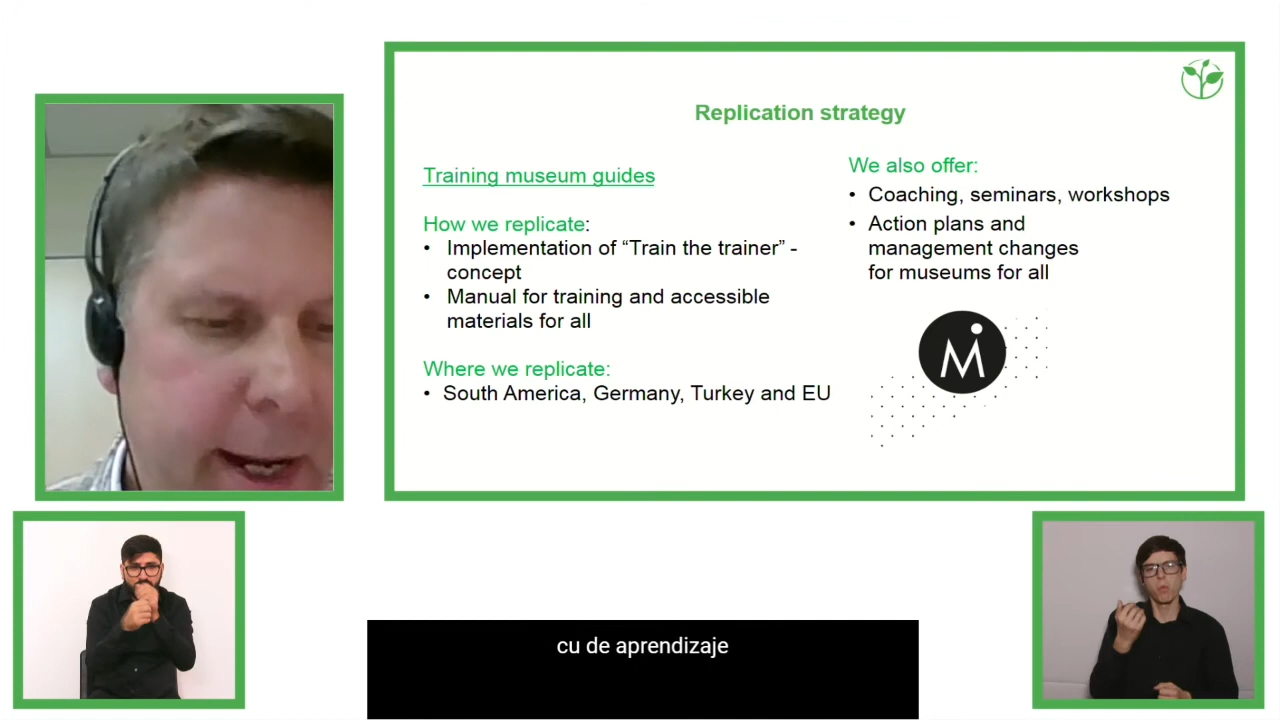 Replication strategy
Training museum guides
How we replicate:
• Implementation of “Train the trainer” -
concept
• Manual for training and accessible
materials for all
Where we replicate:
• South America, Germany, Turkey and EU
We also offer:
• Coaching, seminars, workshops
• Action plans and
management changes
for museums for all
M
cu de aprendizaje